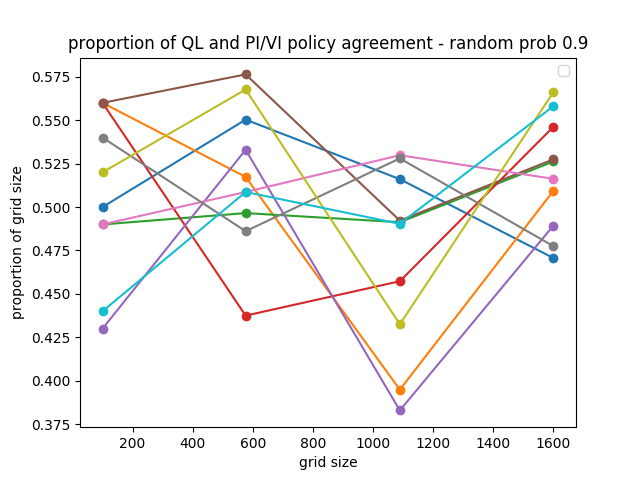 proportion of QL and PI/VI policy agreement - random prob 0.9
proportion of grid size
0.575
0.550
0.525
0.500
0.475
0.450
0.425
0.400
0.375
200 400 600 800 1000 1200 1400 1600
grid size